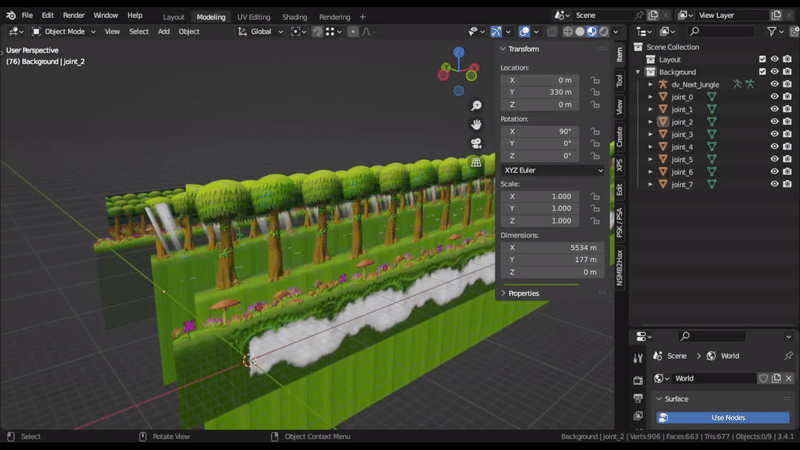 File Edit Render Window Help Layout Modeling UV Editing Shading Rendering Scene View Layer
Object Mode Global
View Select Add Object
User Perspective
(76) Background | joint_2
Transform
Location:
X 0 m
Y 330 m
Z 0 m
Rotation:
X 90°
Y 0°
Z 0°
XYZ Euler
Scale:
X 1.000
Y 1.000
Z 1.000
Dimensions:
X 5534 m
Y 177 m
Z 0 m
Properties
Item
Tool
View
Create
XPS
Edit
PSK / PSA
NSMB2Hax
Scene Collection
Layout
Background
dv_Next_Jungle
joint_0
joint_1
joint_2
joint_3
joint_4
joint_5
joint_6
joint_7
Scene World
World
Surface
Use Nodes
Select Rotate View Object Context Menu Background | joint_2 | Verts:906 | Faces:663 | Tris:677 | Objects:0/9 | 3.4.1